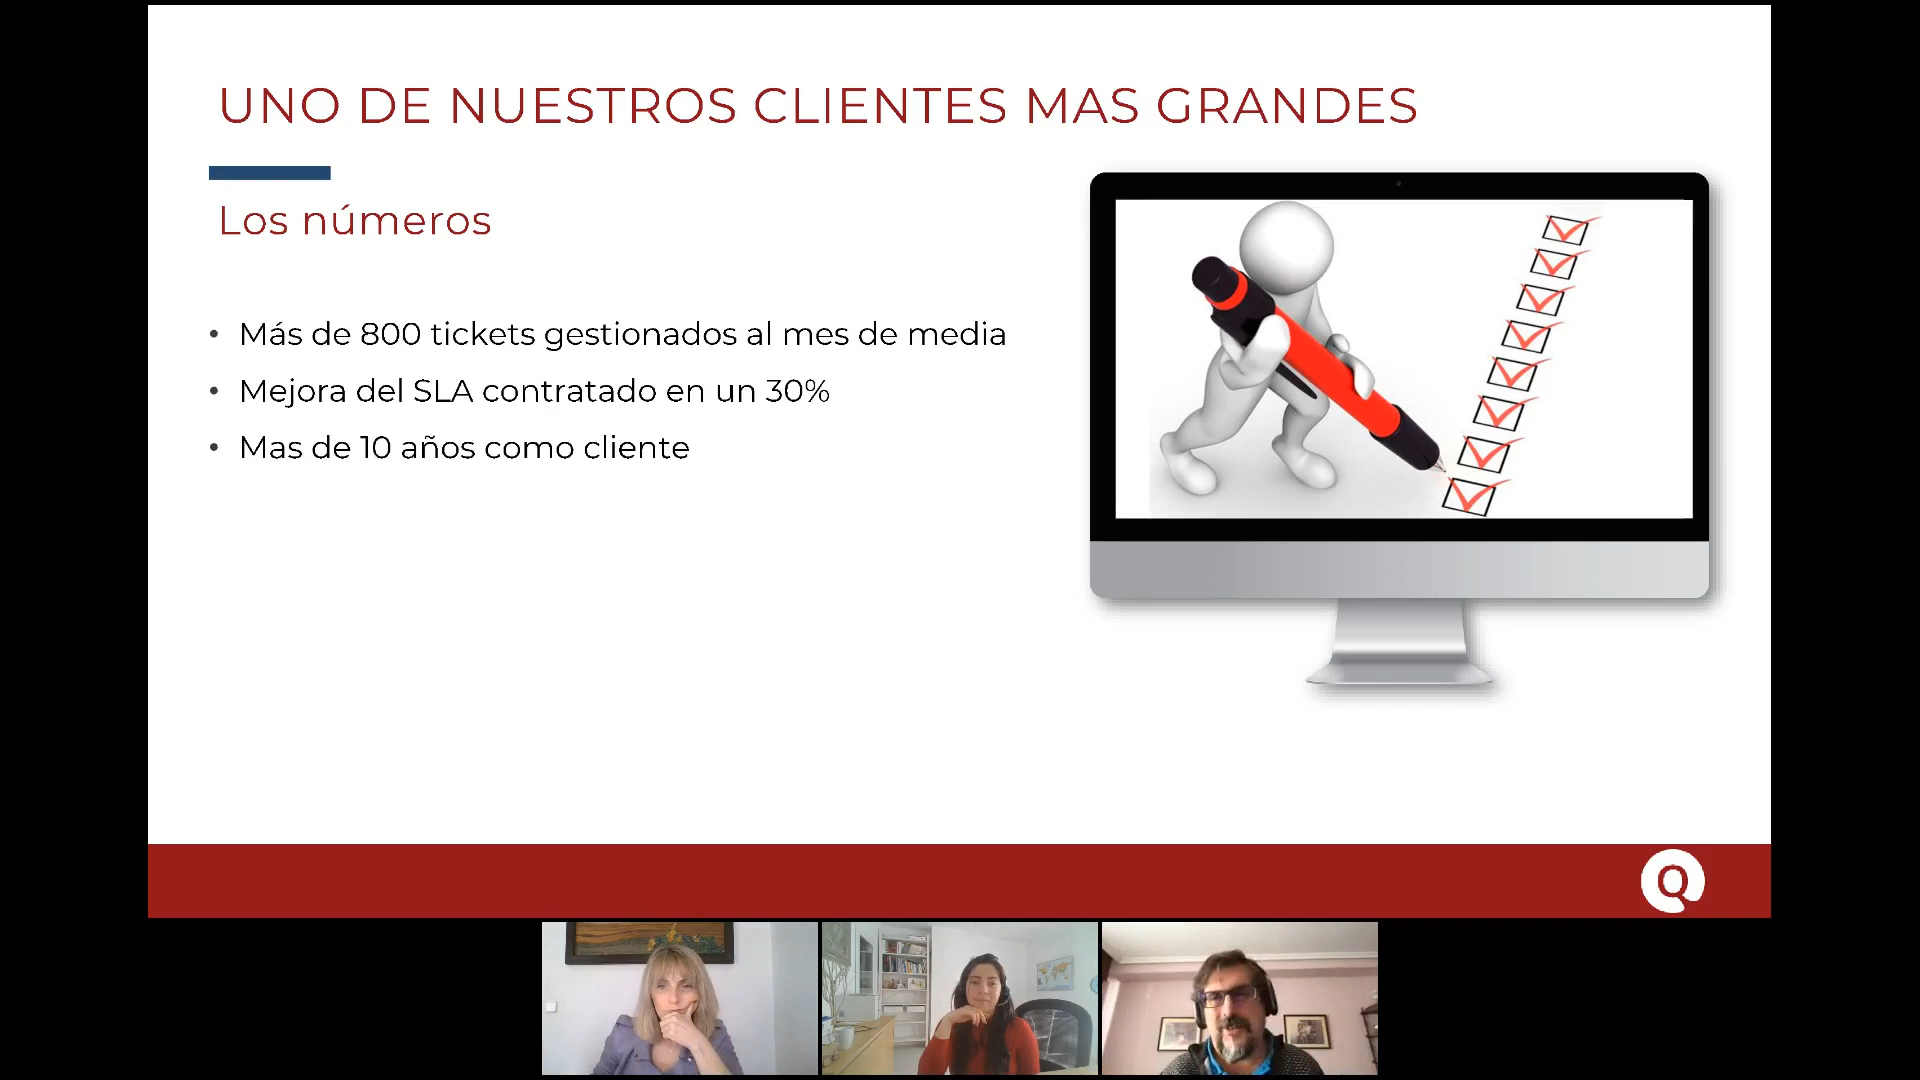 UNO DE NUESTROS CLIENTES MAS GRANDES
Los números
• Más de 800 tickets gestionados al mes de media
• Mejora del SLA contratado en un 30%
• Mas de 10 años como cliente
Q